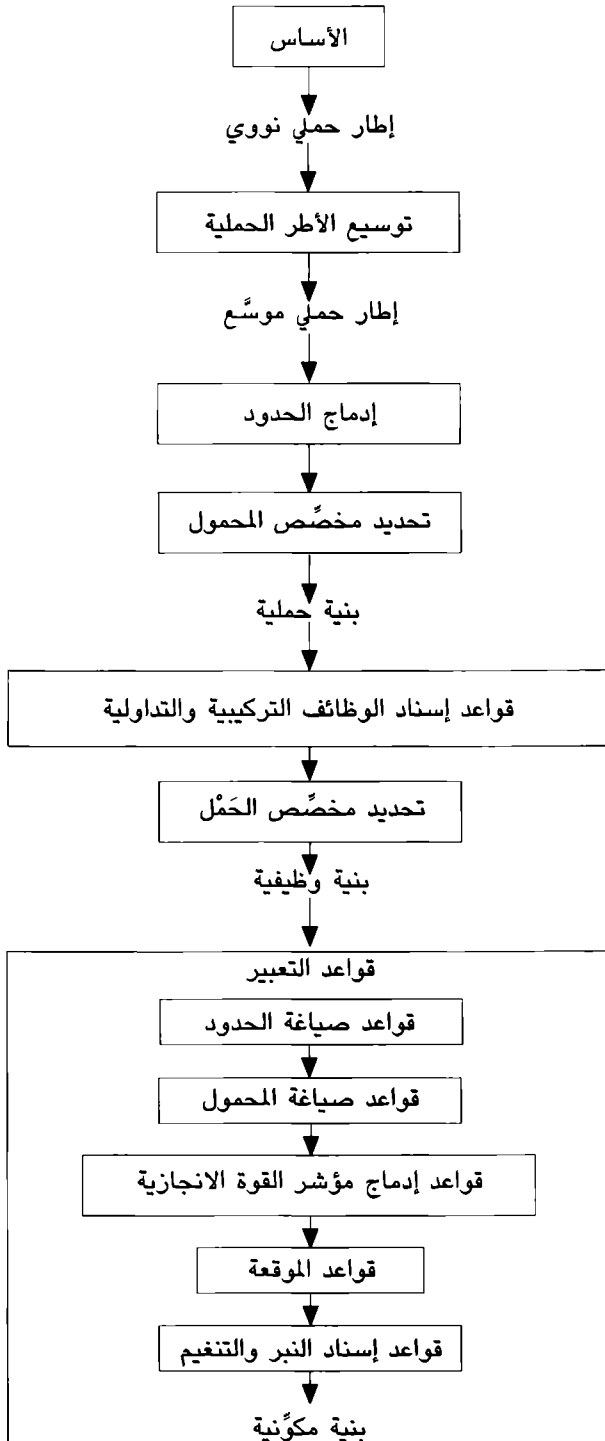 الأساس
إطار حملي نووي
توسيع الأطر الحملية
إطار حملي موسَّع
إدماج الحدود
تحديد مخصِّص المحمول
بنية حملية
قواعد إسناد الوظائف التركيبية والتداولية
تحديد مخصِّص الحَمْل
بنية وظيفية
قواعد التعبير
قواعد صياغة الحدود
قواعد صياغة المحمول
قواعد إدماج مؤشر القوة الانجازية
قواعد الموقعة
قواعد إسناد النبر والتنغيم
بنية مكوِّنية